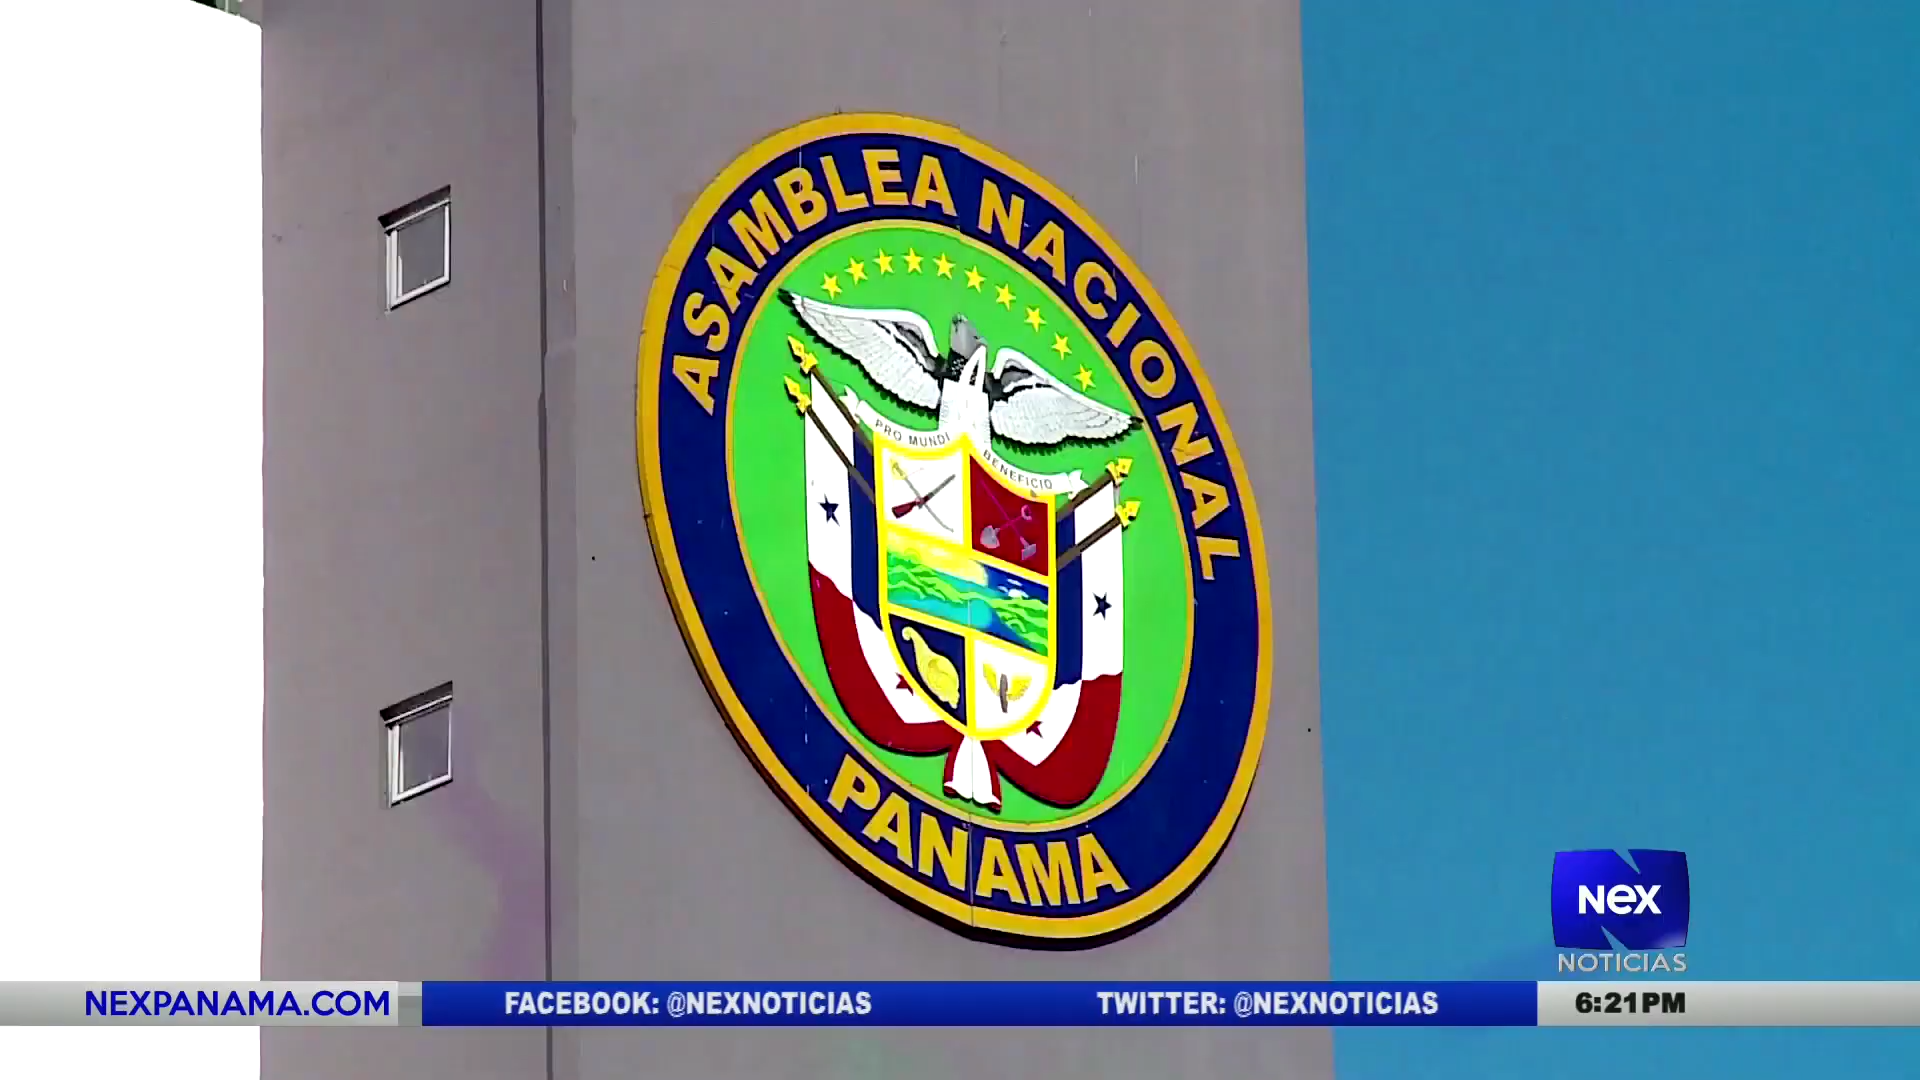 ASAMBLEA NACIONAL
PRO MUNDI BENEFICIO
PANAMA
NEX
NOTICIAS
NEXPANAMA.COM
FACEBOOK: @NEXNOTICIAS
TWITTER: @NEXNOTICIAS
6:21PM